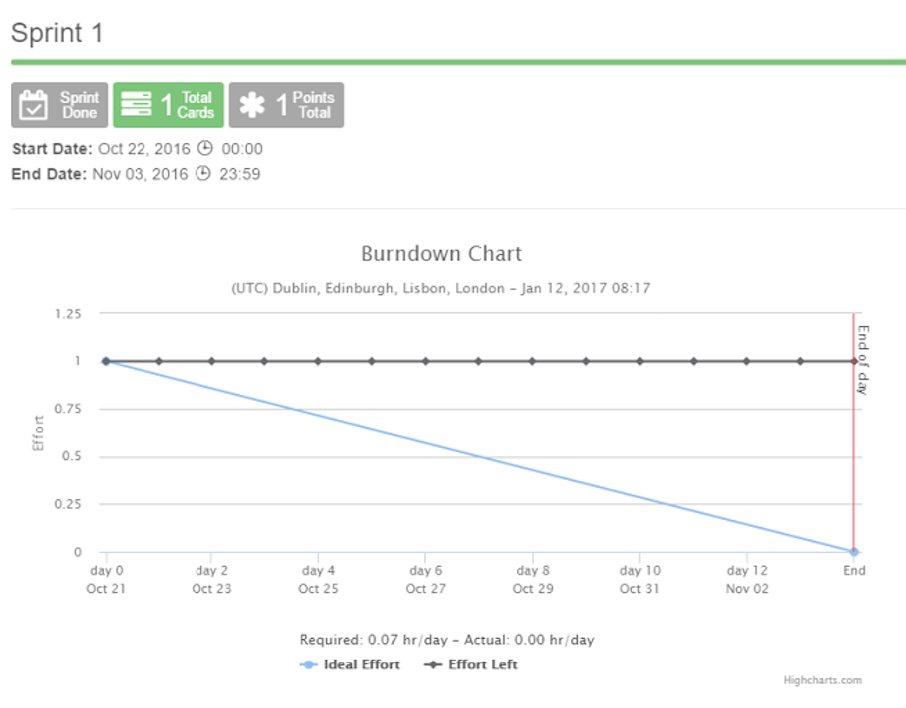 Sprint 1
Sprint Done
1 Total Cards
1 Points Total
Start Date: Oct 22, 2016 00:00
End Date: Nov 03, 2016 23:59
Burndown Chart
(UTC) Dublin, Edinburgh, Lisbon, London - Jan 12, 2017 08:17
1.25
1
0.75
0.5
0.25
0
Effort
End of day
day 0 day 2 day 4 day 6 day 8 day 10 day 12 End
Oct 21 Oct 23 Oct 25 Oct 27 Oct 29 Oct 31 Nov 02
Required: 0.07 hr/day - Actual: 0.00 hr/day
Ideal Effort Effort Left
Highcharts.com